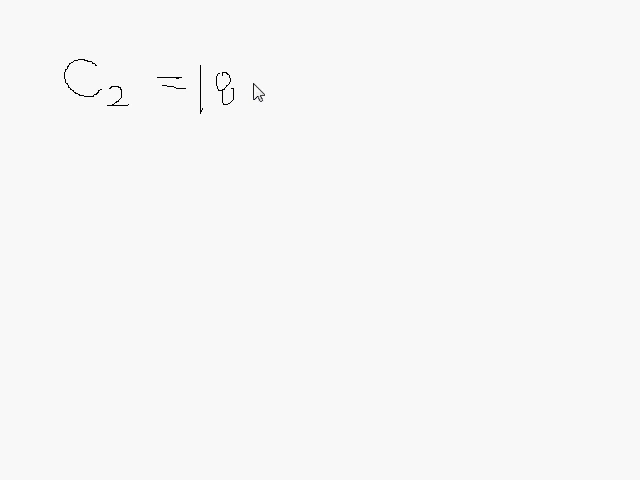 C₂ = 18